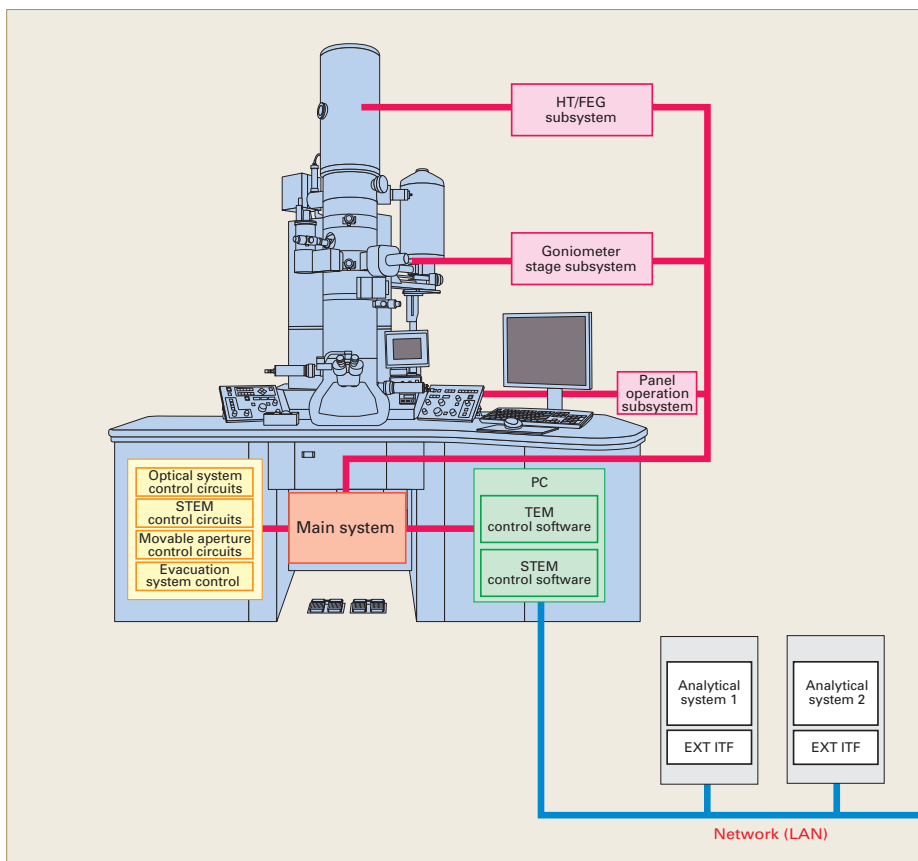 HT/FEG
subsystem
Goniometer
stage subsystem
Panel
operation
subsystem
Optical system
control circuits
STEM
control circuits
Movable aperture
control circuits
Evacuation
system control
Main system
PC
TEM
control software
STEM
control software
Analytical
system 1
EXT ITF
Analytical
system 2
EXT ITF
Network (LAN)